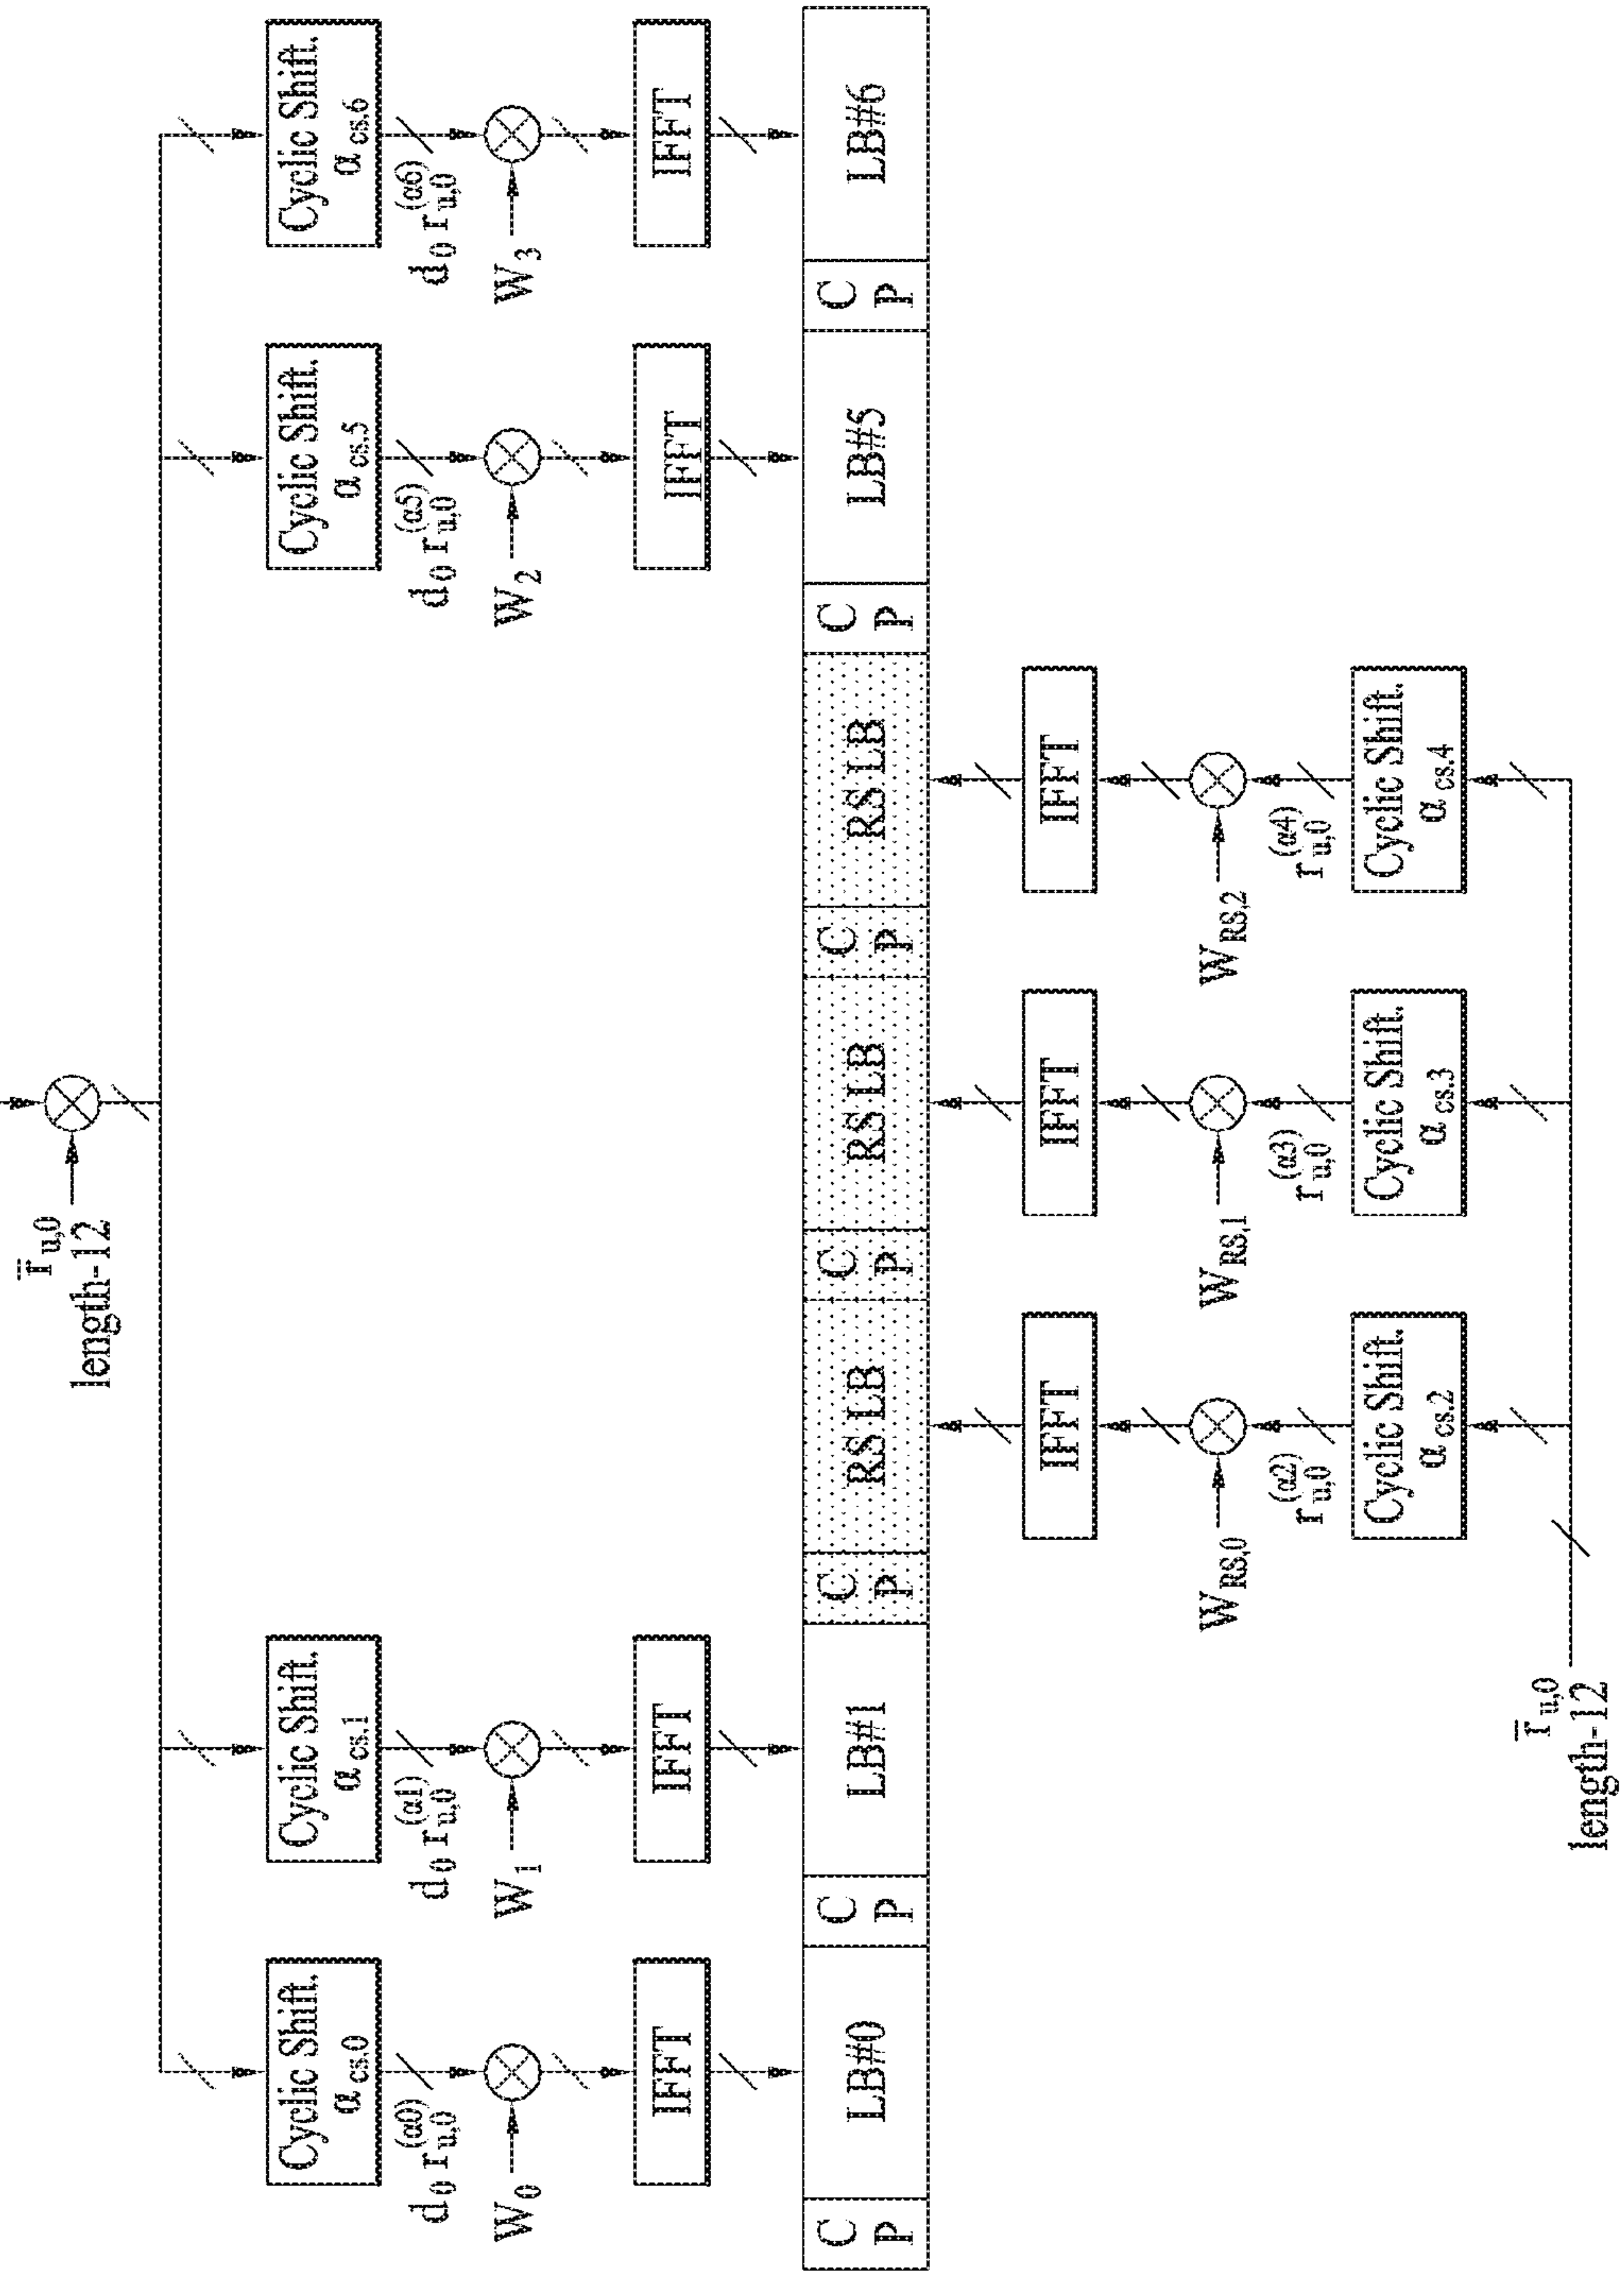 r̅u,0
length-12
Cyclic Shift.
αcs,0
Cyclic Shift.
αcs,1
Cyclic Shift.
αcs,5
Cyclic Shift.
αcs,6
d0 ru,0(α0)
d0 ru,0(α1)
d0 ru,0(α5)
d0 ru,0(α6)
W0
W1
W2
W3
IFFT
IFFT
IFFT
IFFT
C
P
LB#0
C
P
LB#1
C
P
RS LB
C
P
RS LB
C
P
RS LB
C
P
LB#5
C
P
LB#6
IFFT
IFFT
IFFT
WRS,0
WRS,1
WRS,2
ru,0(α2)
ru,0(α3)
ru,0(α4)
Cyclic Shift.
αcs,2
Cyclic Shift.
αcs,3
Cyclic Shift.
αcs,4
r̅u,0
length-12